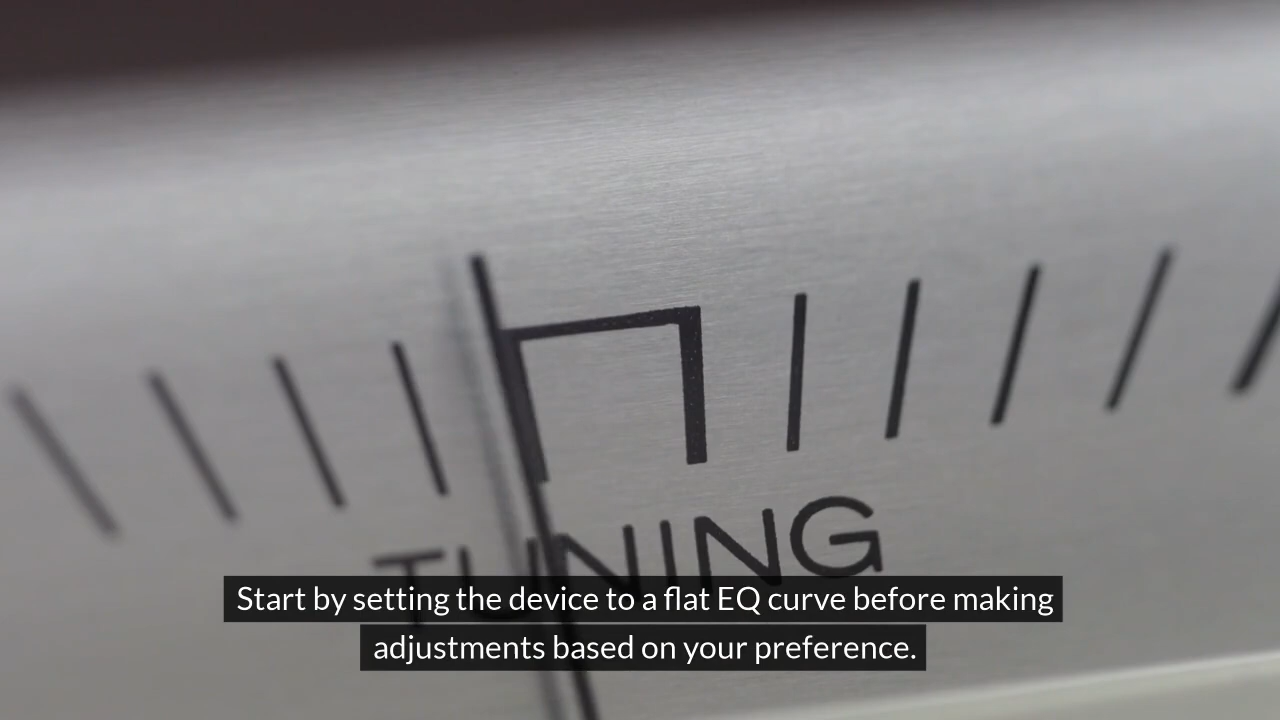 TUNING
Start by setting the device to a flat EQ curve before making
adjustments based on your preference.